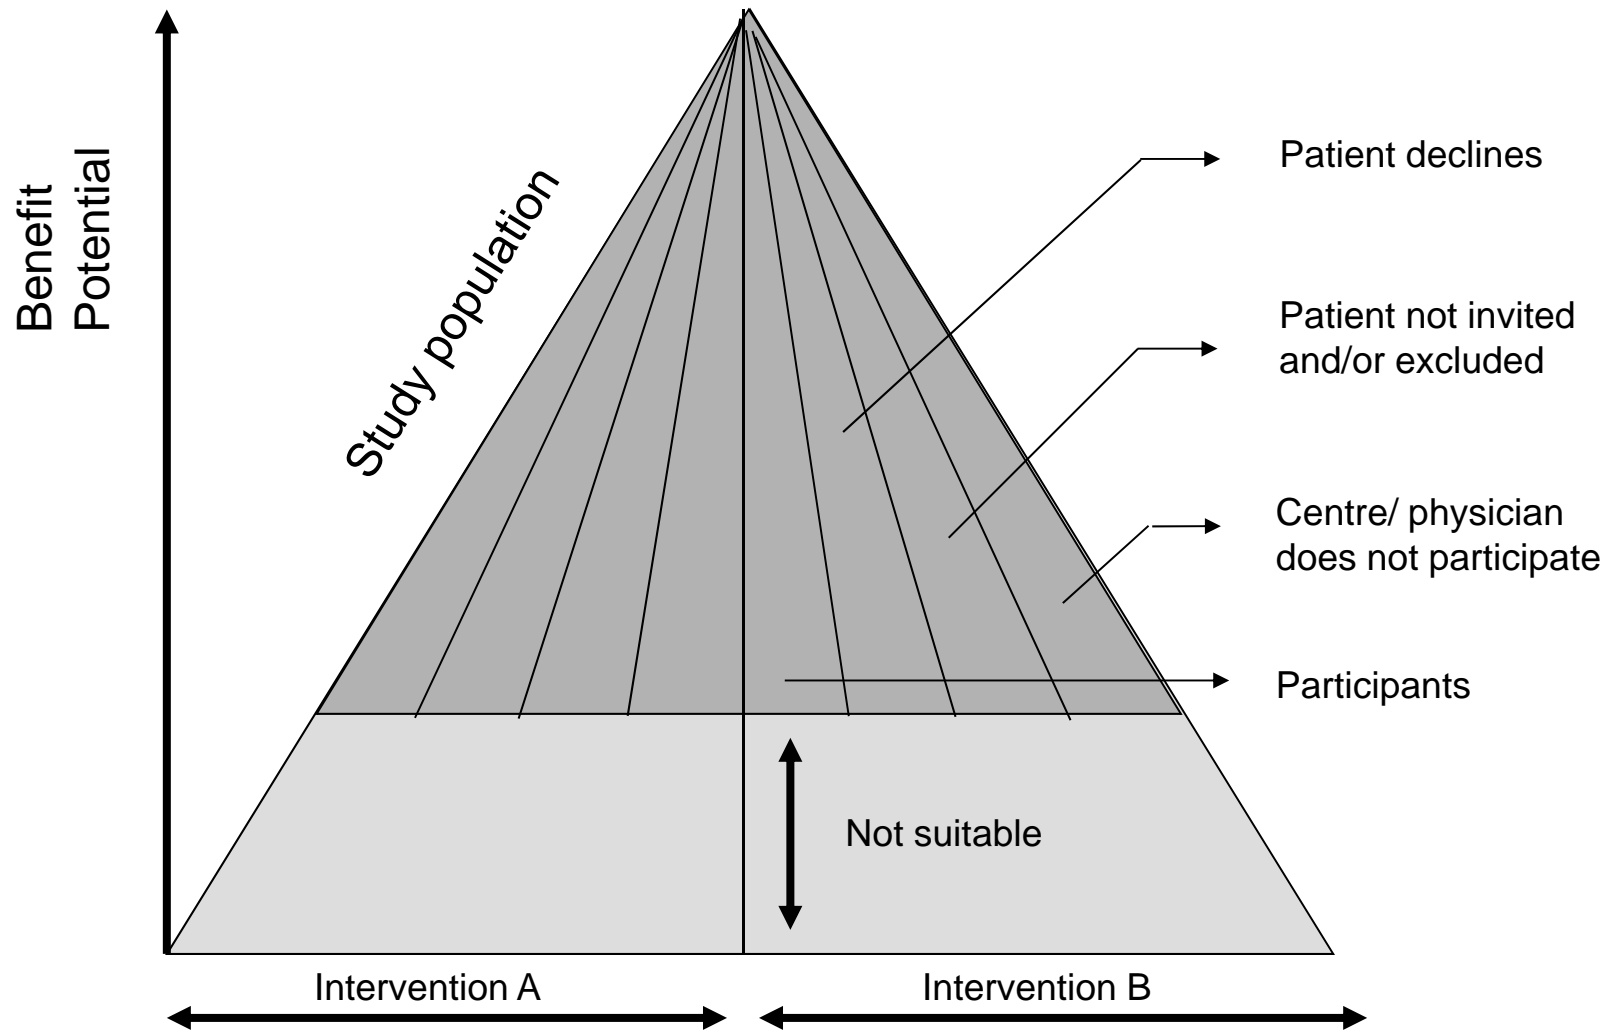 Benefit
Potential
Study population
Patient declines
Patient not invited
and/or excluded
Centre/ physician
does not participate
Participants
Not suitable
Intervention A
Intervention B